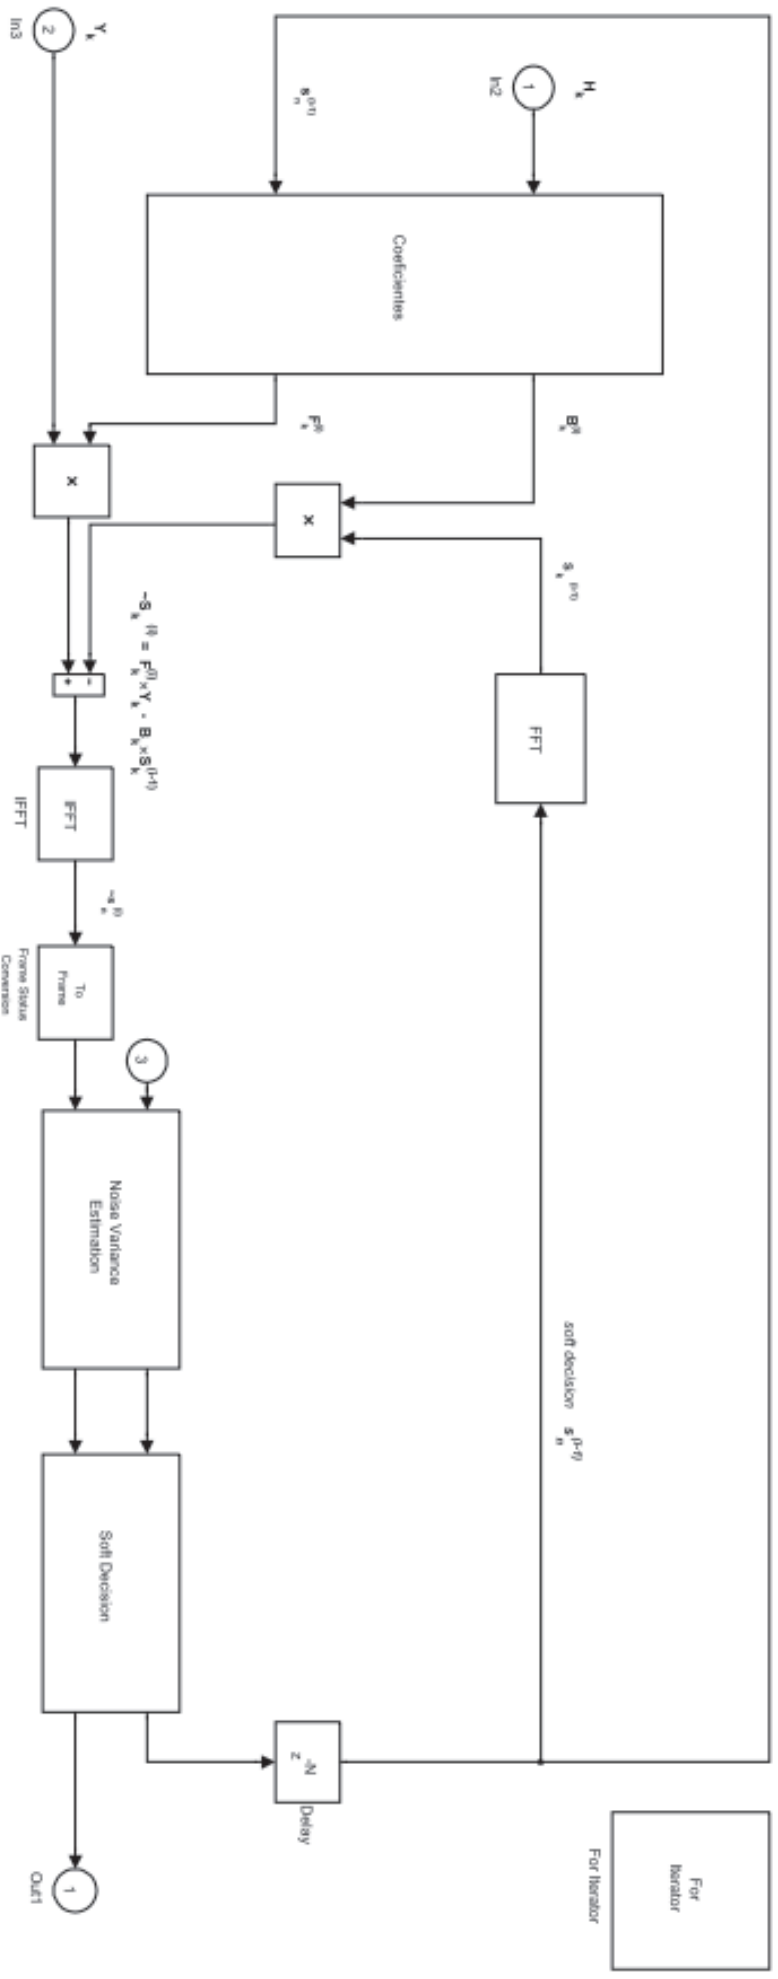 For
Iterator
For Iterator
H k
1
In2
s n (i-1)
Coeficientes
B k (i)
F k (i)
S k (i-1)
FFT
soft decision s n (i-1)
-N
z
Delay
x
x
~S k (i) = F k (i) x Y k - B k x S k (i-1)
Y k
2
In3
-
+
IFFT
IFFT
~s n (i)
To
Frame
Frame Status
Conversion
3
Noise Variance
Estimation
Soft Decision
1
Out1